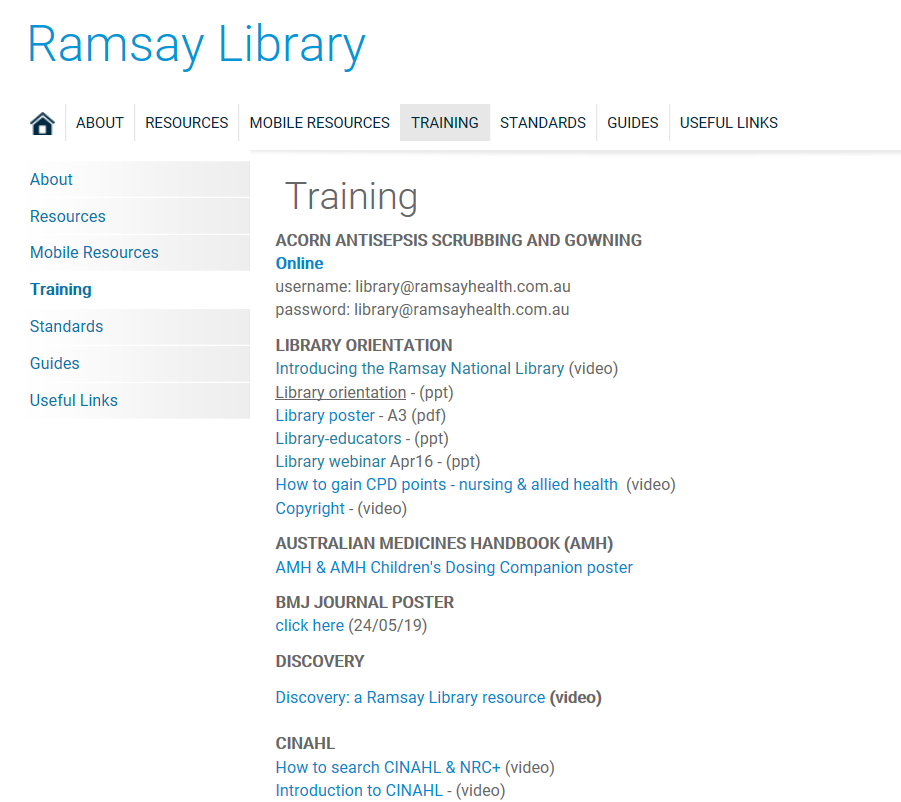 Ramsay Library
ABOUT RESOURCES MOBILE RESOURCES TRAINING STANDARDS GUIDES USEFUL LINKS
About
Resources
Mobile Resources
Training
Standards
Guides
Useful Links
Training
ACORN ANTISEPSIS SCRUBBING AND GOWNING
Online
username: library@ramsayhealth.com.au
password: library@ramsayhealth.com.au
LIBRARY ORIENTATION
Introducing the Ramsay National Library (video)
Library orientation - (ppt)
Library poster - A3 (pdf)
Library-educators - (ppt)
Library webinar Apr16 - (ppt)
How to gain CPD points - nursing & allied health (video)
Copyright - (video)
AUSTRALIAN MEDICINES HANDBOOK (AMH)
AMH & AMH Children's Dosing Companion poster
BMJ JOURNAL POSTER
click here (24/05/19)
DISCOVERY
Discovery: a Ramsay Library resource (video)
CINAHL
How to search CINAHL & NRC+ (video)
Introduction to CINAHL - (video)